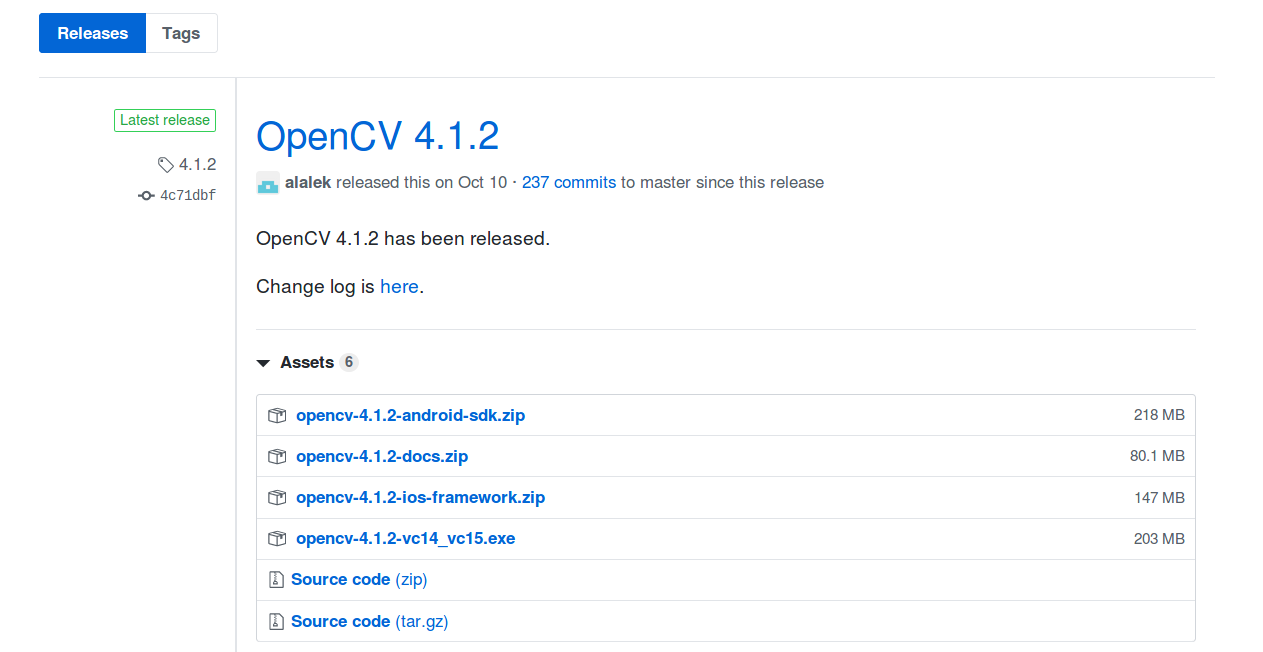 Releases Tags
Latest release
4.1.2
4c71dbf
OpenCV 4.1.2
alalek released this on Oct 10 · 237 commits to master since this release
OpenCV 4.1.2 has been released.
Change log is here.
Assets 6
opencv-4.1.2-android-sdk.zip 218 MB
opencv-4.1.2-docs.zip 80.1 MB
opencv-4.1.2-ios-framework.zip 147 MB
opencv-4.1.2-vc14_vc15.exe 203 MB
Source code (zip)
Source code (tar.gz)